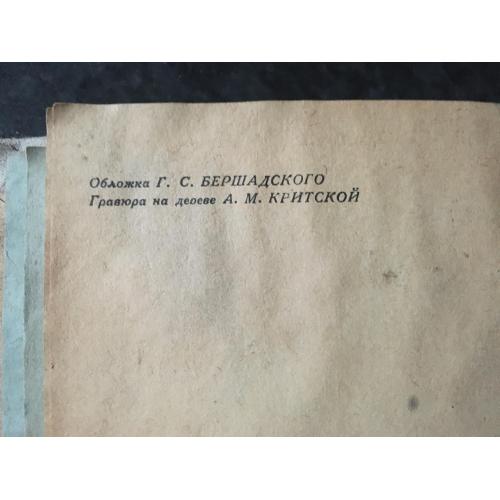 Обложка Г. С. БЕРШАДСКОГО
Гравюра на дереве А. М. КРИТСКОЙ